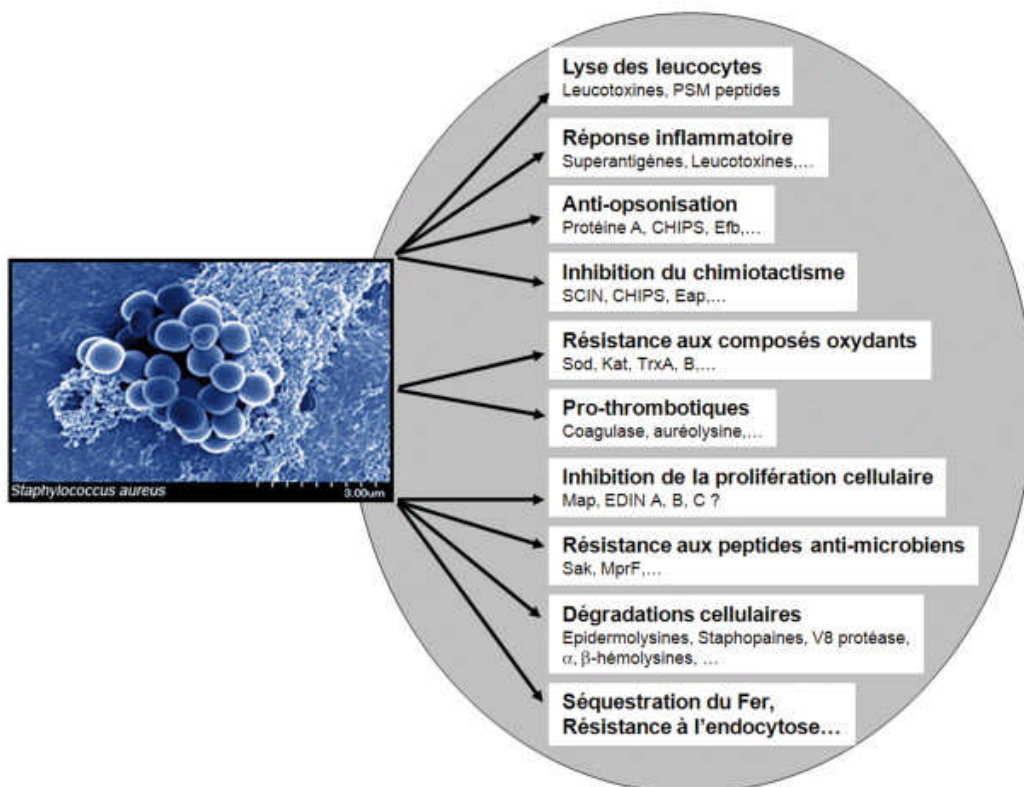 Lyse des leucocytes
Leucotoxines, PSM peptides
Réponse inflammatoire
Superantigènes, Leucotoxines,...
Anti-opsonisation
Protéine A, CHIPS, Efb,...
Inhibition du chimiotactisme
SCIN, CHIPS, Eap,...
Résistance aux composés oxydants
Sod, Kat, TrxA, B,...
Pro-thrombotiques
Coagulase, auréolysine,...
Inhibition de la prolifération cellulaire
Map, EDIN A, B, C ?
Résistance aux peptides anti-microbiens
Sak, MprF,...
Dégradations cellulaires
Epidermolysines, Staphopaines, V8 protéase,
α, β-hémolysines, ...
Séquestration du Fer,
Résistance à l'endocytose...
Staphylococcus aureus
3.00um